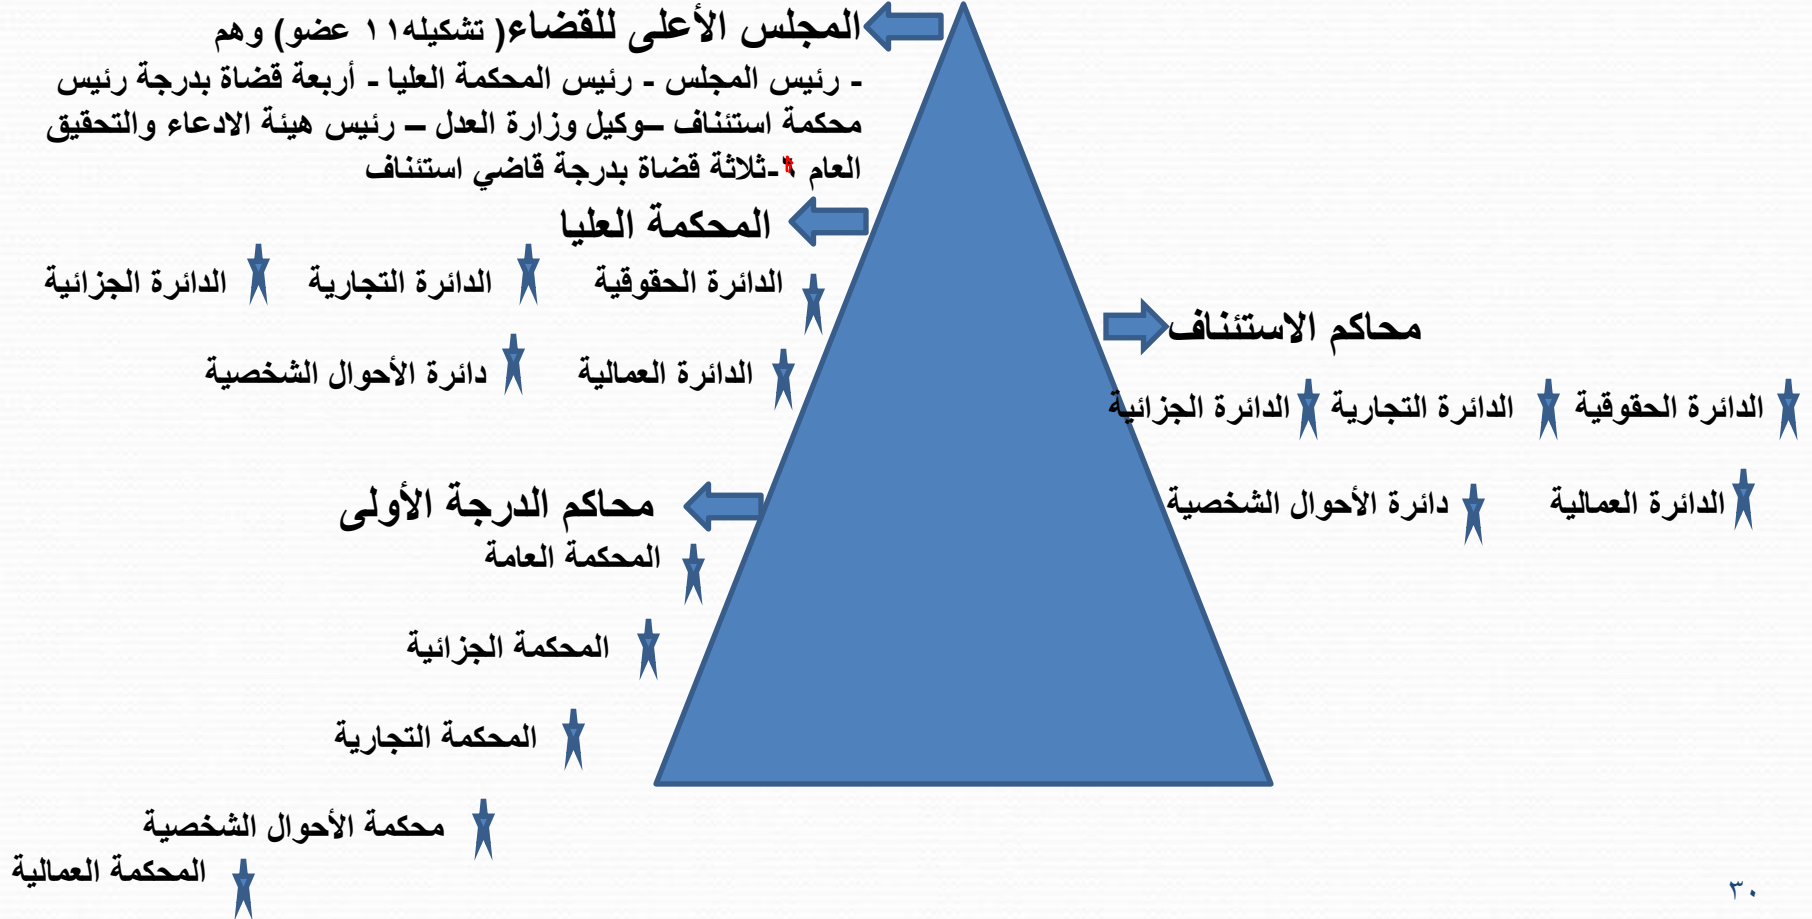 المجلس الأعلى للقضاء( تشكيله١١ عضو) وهم
- رئيس المجلس - رئيس المحكمة العليا - أربعة قضاة بدرجة رئيس
محكمة استئناف –وكيل وزارة العدل – رئيس هيئة الادعاء والتحقيق
العام -ثلاثة قضاة بدرجة قاضي استئناف
المحكمة العليا
الدائرة الحقوقية الدائرة التجارية الدائرة الجزائية
الدائرة العمالية دائرة الأحوال الشخصية
محاكم الاستئناف
الدائرة الحقوقية الدائرة التجارية الدائرة الجزائية
الدائرة العمالية دائرة الأحوال الشخصية
محاكم الدرجة الأولى
المحكمة العامة
المحكمة الجزائية
المحكمة التجارية
محكمة الأحوال الشخصية
المحكمة العمالية
٣٠